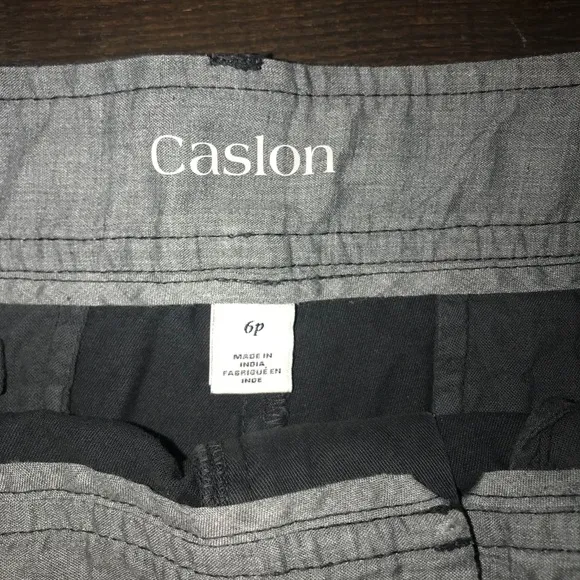 Caslon
6p
MADE IN
INDIA
FABRIQUÉ EN
INDE